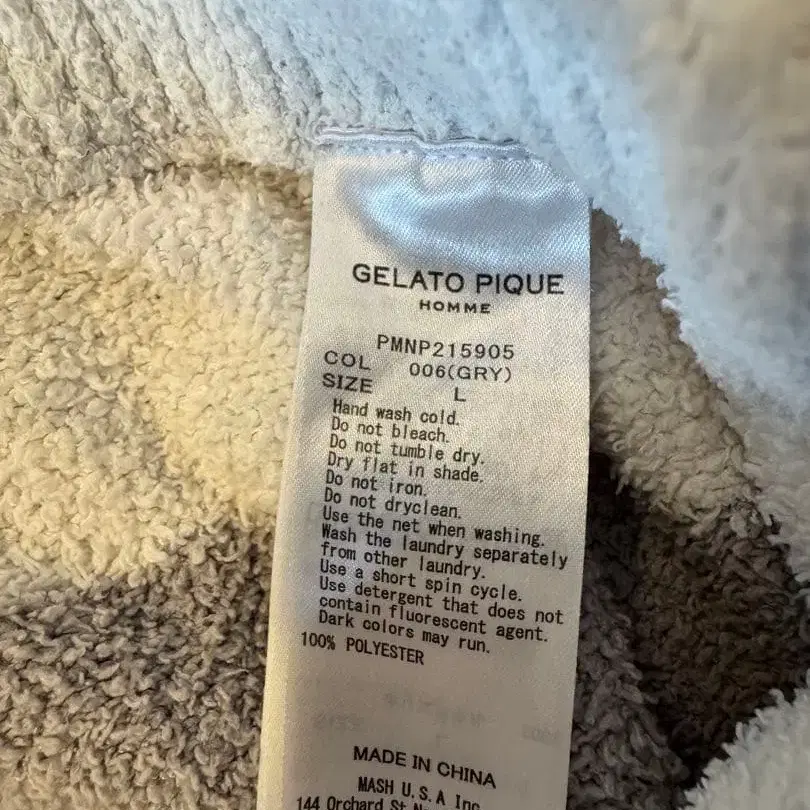 GELATO PIQUE
HOMME
PMNP215905
COL 006(GRY)
SIZE L
Hand wash cold.
Do not bleach.
Do not tumble dry.
Dry flat in shade.
Do not iron.
Do not dryclean.
Use the net when washing.
Wash the laundry separately
from other laundry.
Use a short spin cycle.
Use detergent that does not
contain fluorescent agent.
Dark colors may run.
100% POLYESTER
MADE IN CHINA
MASH U.S.A Inc
144 Orchard St